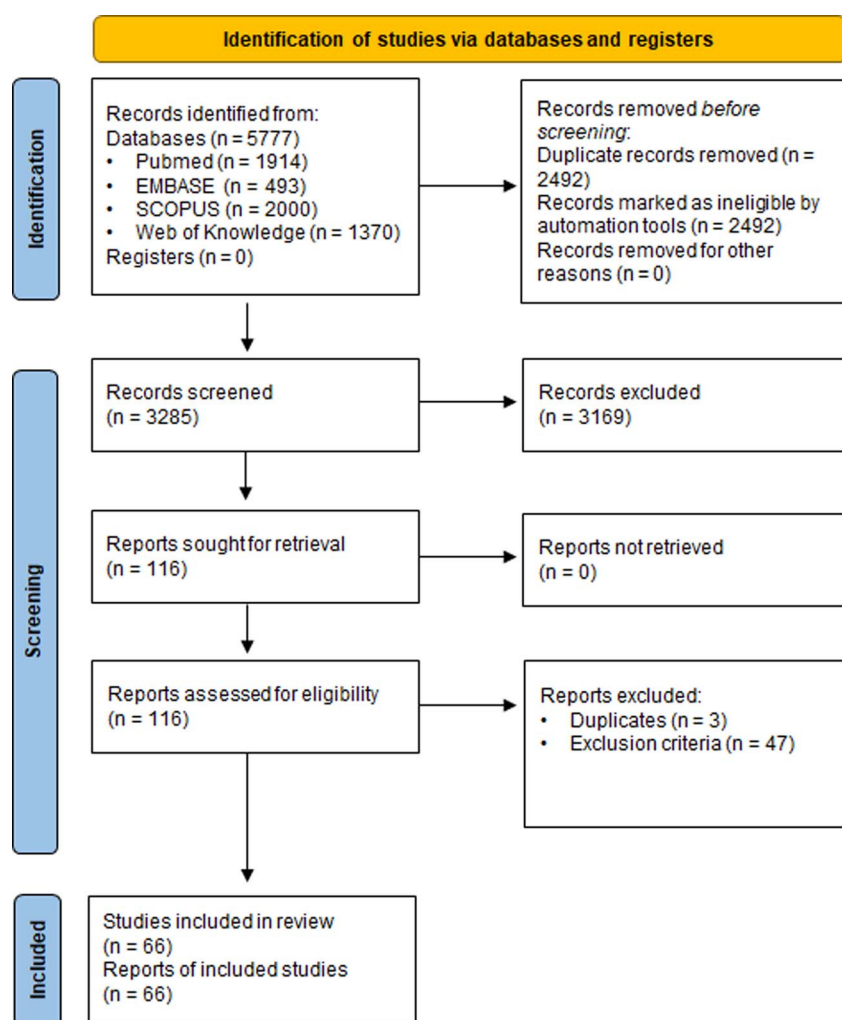 Identification of studies via databases and registers
Identification
Records identified from:
Databases (n = 5777)
• Pubmed (n = 1914)
• EMBASE (n = 493)
• SCOPUS (n = 2000)
• Web of Knowledge (n = 1370)
Registers (n = 0)
Records removed before
screening:
Duplicate records removed (n =
2492)
Records marked as ineligible by
automation tools (n = 2492)
Records removed for other
reasons (n = 0)
Screening
Records screened
(n = 3285)
Records excluded
(n = 3169)
Reports sought for retrieval
(n = 116)
Reports not retrieved
(n = 0)
Reports assessed for eligibility
(n = 116)
Reports excluded:
• Duplicates (n = 3)
• Exclusion criteria (n = 47)
Included
Studies included in review
(n = 66)
Reports of included studies
(n = 66)